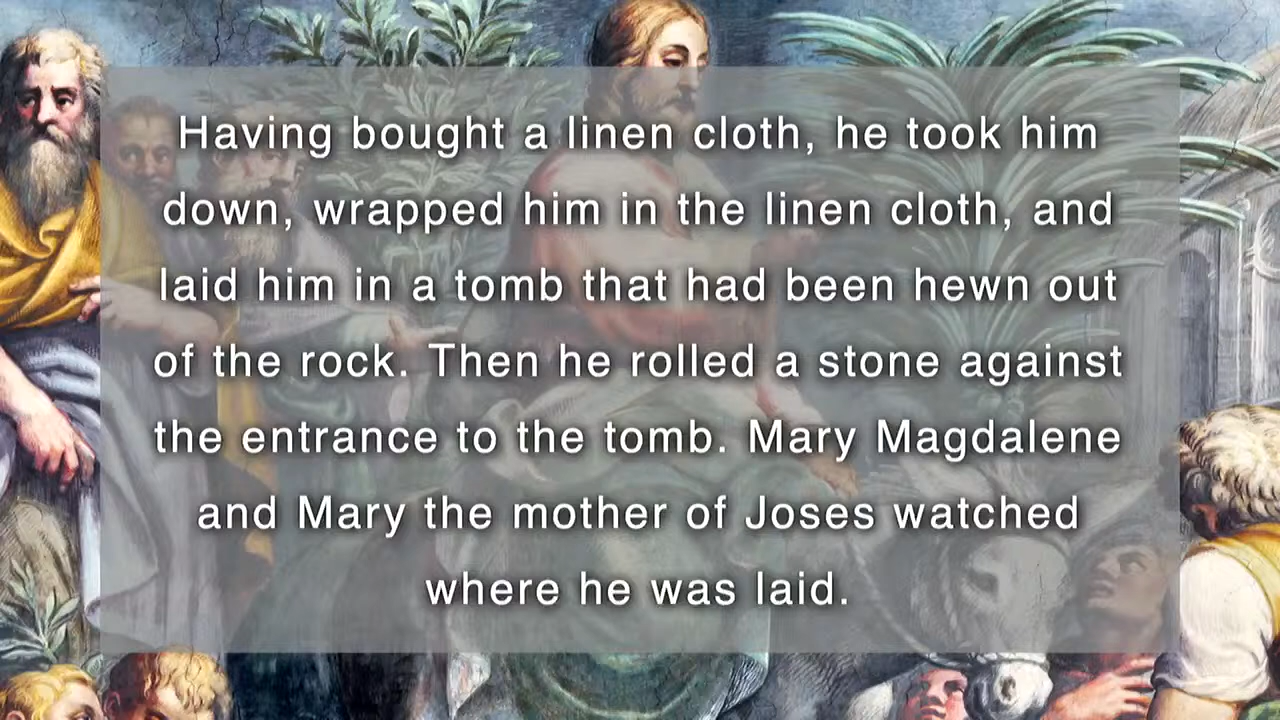 Having bought a linen cloth, he took him
down, wrapped him in the linen cloth, and
laid him in a tomb that had been hewn out
of the rock. Then he rolled a stone against
the entrance to the tomb. Mary Magdalene
and Mary the mother of Joses watched
where he was laid.